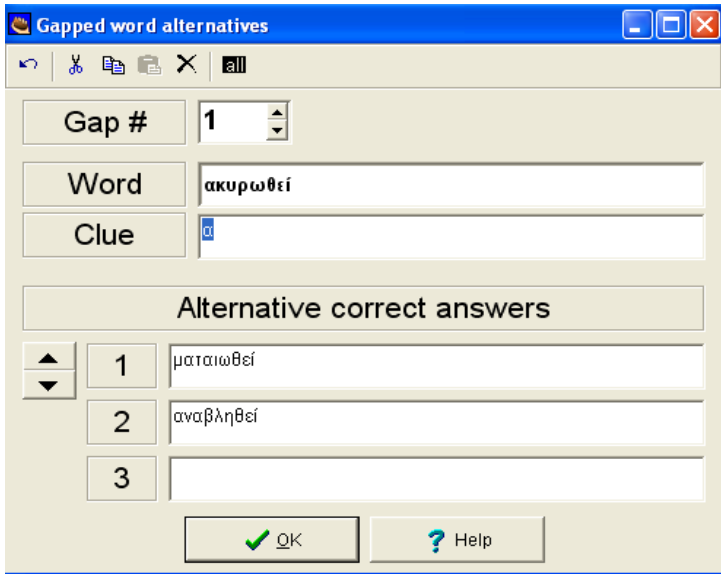 Gapped word alternatives
all
Gap # 1
Word ακυρωθεί
Clue α
Alternative correct answers
1 ματαιωθεί
2 αναβληθεί
3
OK ? Help